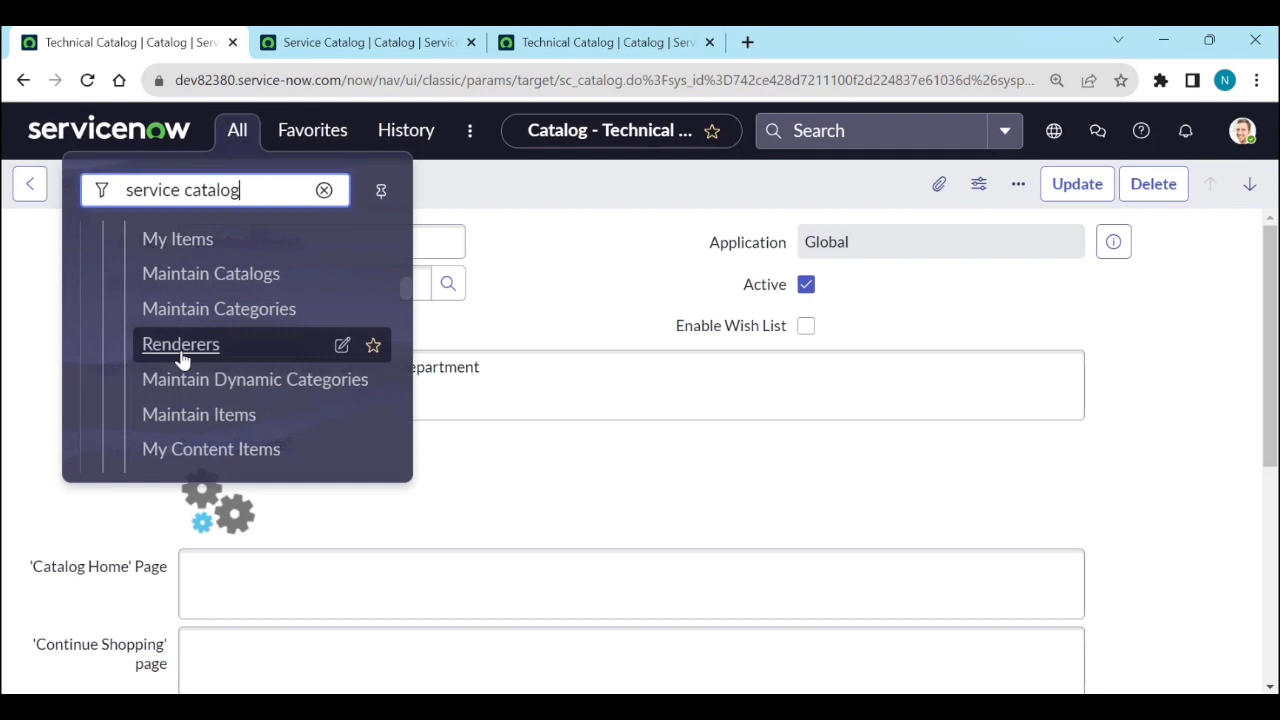 Technical Catalog | Catalog | Serv
Service Catalog | Catalog | Service
Technical Catalog | Catalog | Serv
dev82380.service-now.com/now/nav/ui/classic/params/target/sc_catalog.do%3Fsys_id%3D742ce428d7211100f2d224837e61036d%26sysp...
N
servicenow
All
Favorites
History
Catalog - Technical ...
Search
service catalog
Update
Delete
My Items
Maintain Catalogs
Maintain Categories
Renderers
Maintain Dynamic Categories
Maintain Items
My Content Items
Application
Global
Active
Enable Wish List
epartment
'Catalog Home' Page
'Continue Shopping'
page